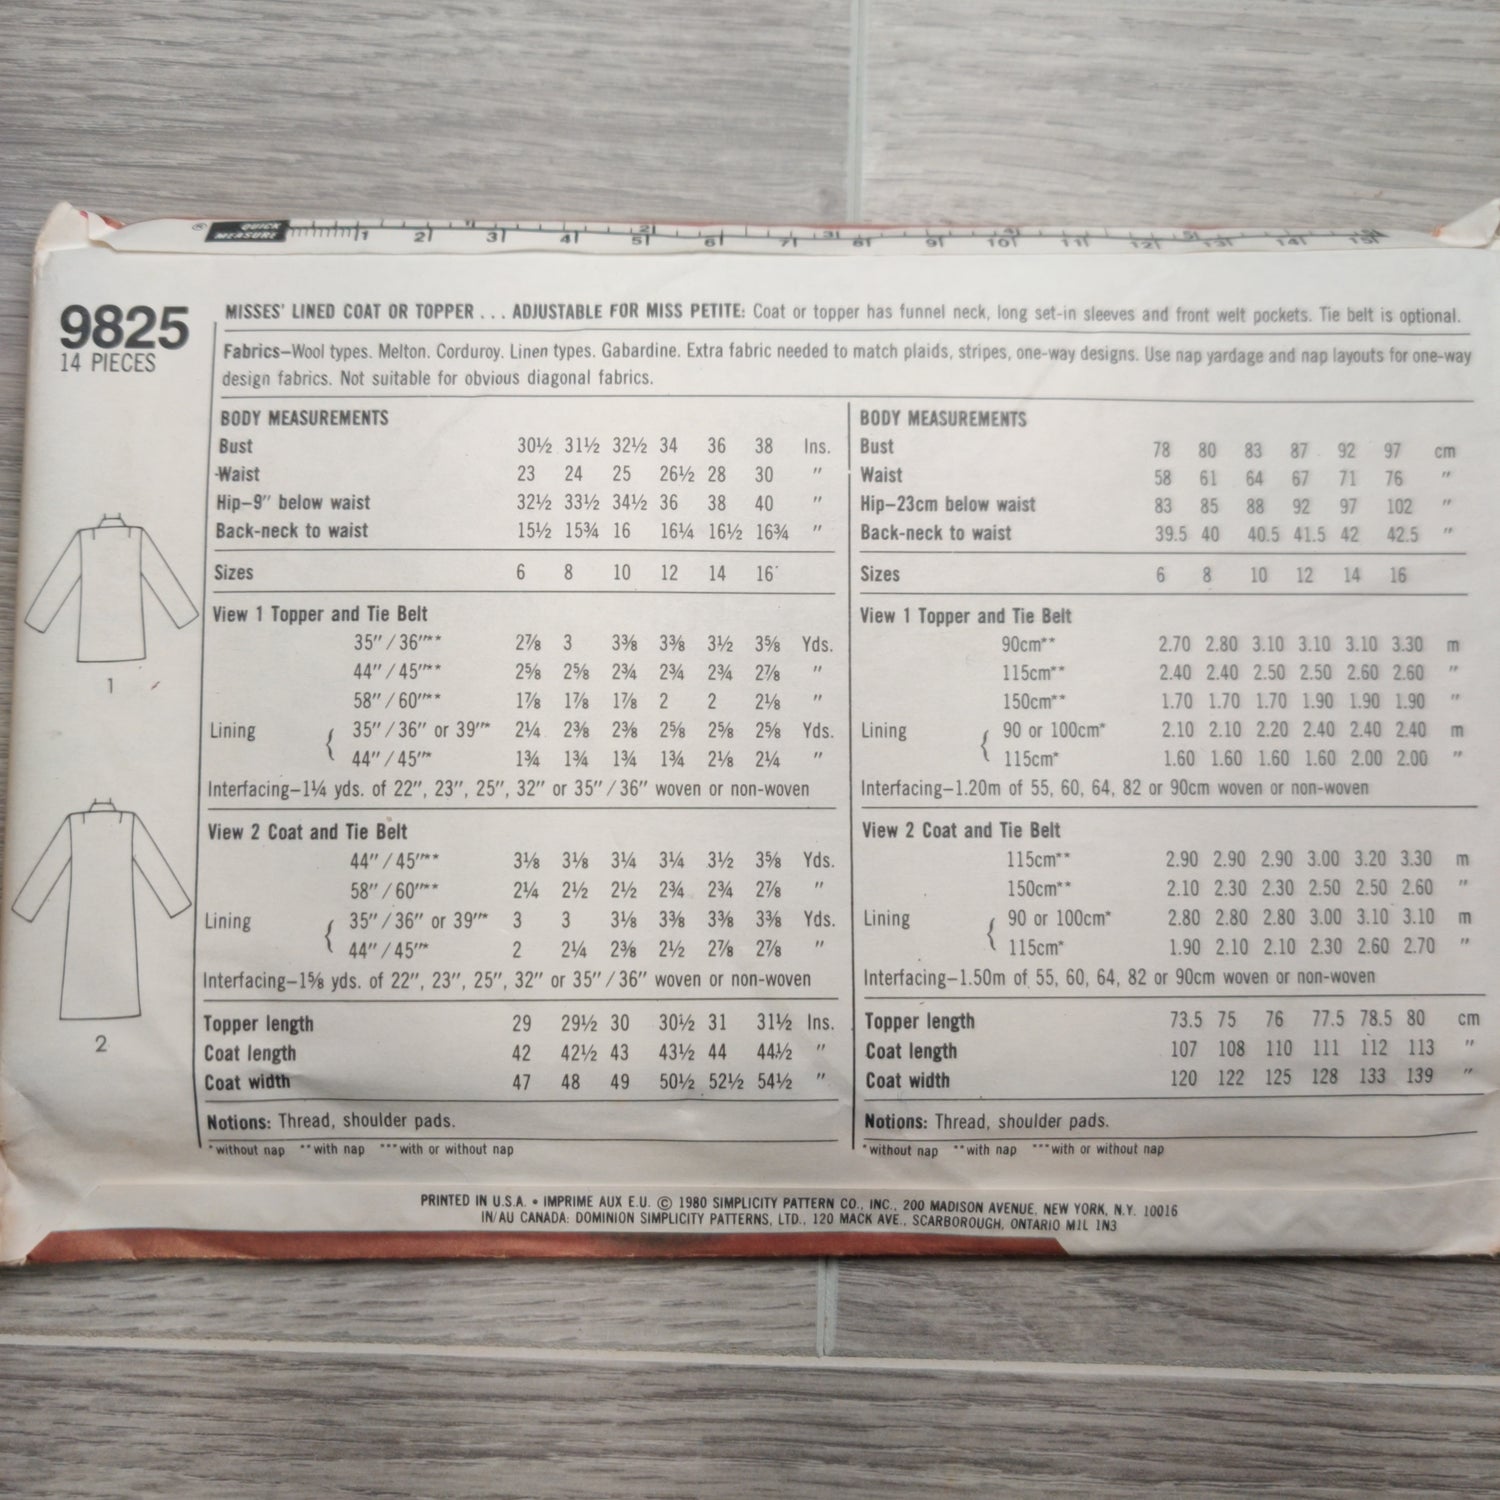 ® QUICK MEASURE 1 2 3 4 5 6 7 8 9 10 11 12 13 14 15
9825
14 PIECES
MISSES' LINED COAT OR TOPPER . . . ADJUSTABLE FOR MISS PETITE: Coat or topper has funnel neck, long set-in sleeves and front welt pockets. Tie belt is optional.
Fabrics—Wool types. Melton. Corduroy. Linen types. Gabardine. Extra fabric needed to match plaids, stripes, one-way designs. Use nap yardage and nap layouts for one-way
design fabrics. Not suitable for obvious diagonal fabrics.
BODY MEASUREMENTS
Bust 30½ 31½ 32½ 34 36 38 Ins.
Waist 23 24 25 26½ 28 30 "
Hip—9" below waist 32½ 33½ 34½ 36 38 40 "
Back-neck to waist 15½ 15¾ 16 16¼ 16½ 16¾ "
Sizes 6 8 10 12 14 16
View 1 Topper and Tie Belt
35" / 36"** 2⅞ 3 3⅜ 3⅜ 3½ 3⅝ Yds.
44" / 45"** 2⅝ 2⅝ 2¾ 2¾ 2¾ 2⅞ "
58" / 60"** 1⅞ 1⅞ 1⅞ 2 2 2⅛ "
Lining { 35" / 36" or 39"* 2¼ 2⅜ 2⅜ 2⅝ 2⅝ 2⅝ Yds.
44" / 45"* 1¾ 1¾ 1¾ 1¾ 2⅛ 2¼ "
Interfacing—1¼ yds. of 22", 23", 25", 32" or 35" / 36" woven or non-woven
View 2 Coat and Tie Belt
44" / 45"** 3⅛ 3⅛ 3¼ 3¼ 3½ 3⅝ Yds.
58" / 60"** 2¼ 2½ 2½ 2¾ 2¾ 2⅞ "
Lining { 35" / 36" or 39"* 3 3 3⅛ 3⅜ 3⅜ 3⅜ Yds.
44" / 45"* 2 2¼ 2⅜ 2½ 2⅞ 2⅞ "
Interfacing—1⅝ yds. of 22", 23", 25", 32" or 35" / 36" woven or non-woven
Topper length 29 29½ 30 30½ 31 31½ Ins.
Coat length 42 42½ 43 43½ 44 44½ "
Coat width 47 48 49 50½ 52½ 54½ "
Notions: Thread, shoulder pads.
*without nap **with nap ***with or without nap
BODY MEASUREMENTS
Bust 78 80 83 87 92 97 cm
Waist 58 61 64 67 71 76 "
Hip—23cm below waist 83 85 88 92 97 102 "
Back-neck to waist 39.5 40 40.5 41.5 42 42.5 "
Sizes 6 8 10 12 14 16
View 1 Topper and Tie Belt
90cm** 2.70 2.80 3.10 3.10 3.10 3.30 m
115cm** 2.40 2.40 2.50 2.50 2.60 2.60 "
150cm** 1.70 1.70 1.70 1.90 1.90 1.90 "
Lining { 90 or 100cm* 2.10 2.10 2.20 2.40 2.40 2.40 m
115cm* 1.60 1.60 1.60 1.60 2.00 2.00 "
Interfacing—1.20m of 55, 60, 64, 82 or 90cm woven or non-woven
View 2 Coat and Tie Belt
115cm** 2.90 2.90 2.90 3.00 3.20 3.30 m
150cm** 2.10 2.30 2.30 2.50 2.50 2.60 "
Lining { 90 or 100cm* 2.80 2.80 2.80 3.00 3.10 3.10 m
115cm* 1.90 2.10 2.10 2.30 2.60 2.70 "
Interfacing—1.50m of 55, 60, 64, 82 or 90cm woven or non-woven
Topper length 73.5 75 76 77.5 78.5 80 cm
Coat length 107 108 110 111 112 113 "
Coat width 120 122 125 128 133 139 "
Notions: Thread, shoulder pads.
*without nap **with nap ***with or without nap
1
2
PRINTED IN U.S.A. • IMPRIME AUX E.U. © 1980 SIMPLICITY PATTERN CO., INC., 200 MADISON AVENUE, NEW YORK, N.Y. 10016
IN/AU CANADA: DOMINION SIMPLICITY PATTERNS, LTD., 120 MACK AVE., SCARBOROUGH, ONTARIO M1L 1N3